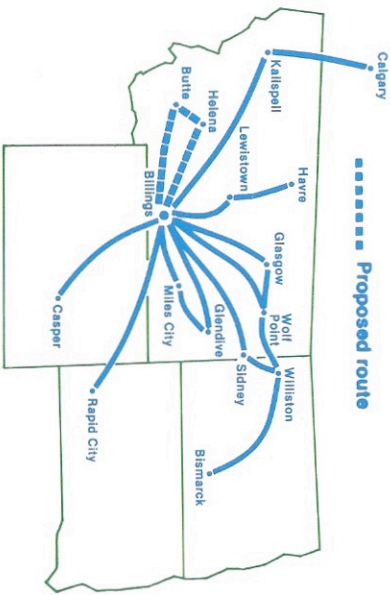 Calgary
Kalispell
Butte
Helena
Lewistown
Havre
Billings
Glasgow
Wolf
Point
Williston
Miles City
Glendive
Sidney
Casper
Rapid City
Bismarck
Proposed route